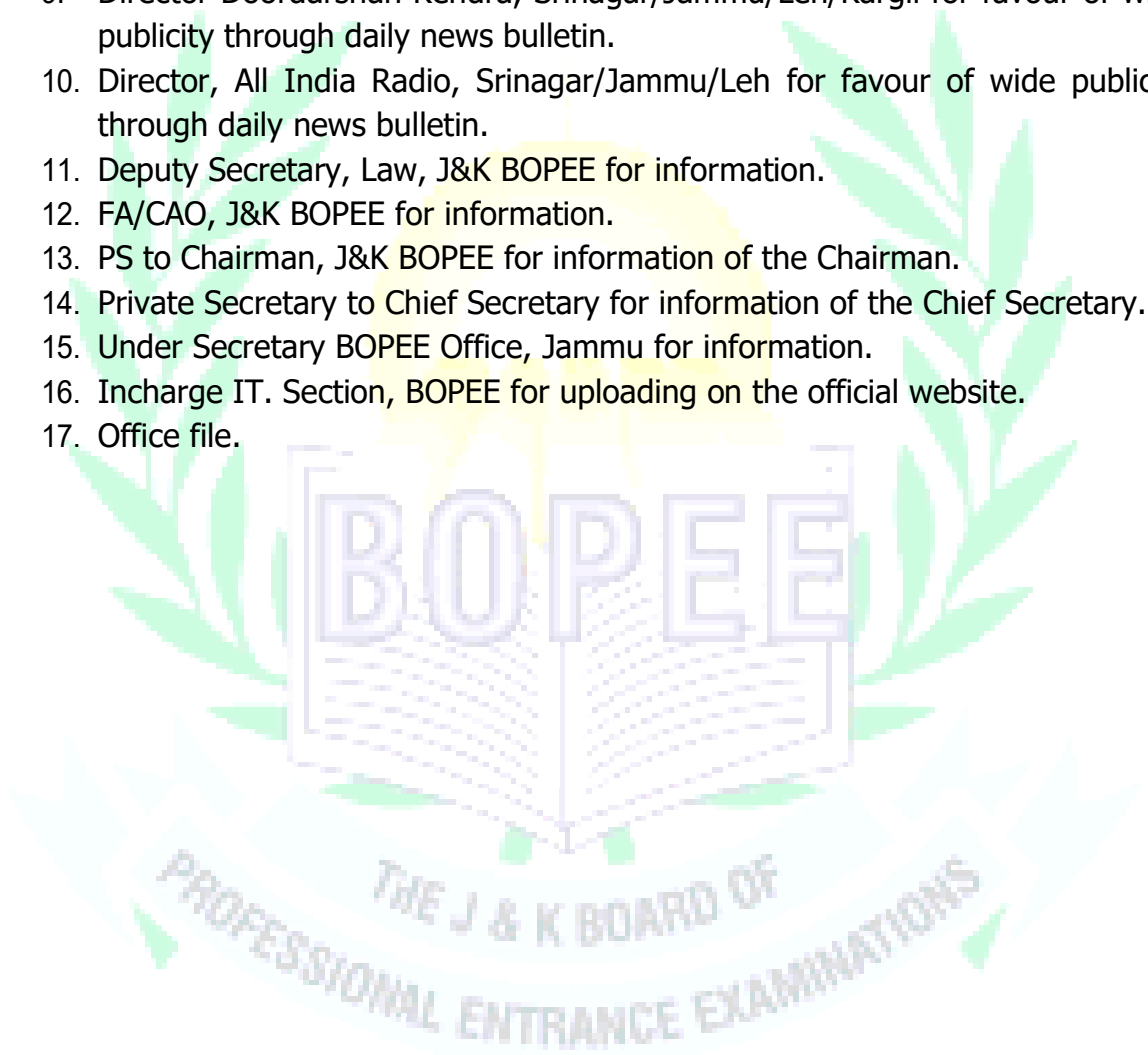 publicity through daily news bulletin.
10. Director, All India Radio, Srinagar/Jammu/Leh for favour of wide public
through daily news bulletin.
11. Deputy Secretary, Law, J&K BOPEE for information.
12. FA/CAO, J&K BOPEE for information.
13. PS to Chairman, J&K BOPEE for information of the Chairman.
14. Private Secretary to Chief Secretary for information of the Chief Secretary.
15. Under Secretary BOPEE Office, Jammu for information.
16. Incharge IT. Section, BOPEE for uploading on the official website.
17. Office file.
BOPEE
THE J & K BOARD OF
PROFESSIONAL ENTRANCE EXAMINATIONS